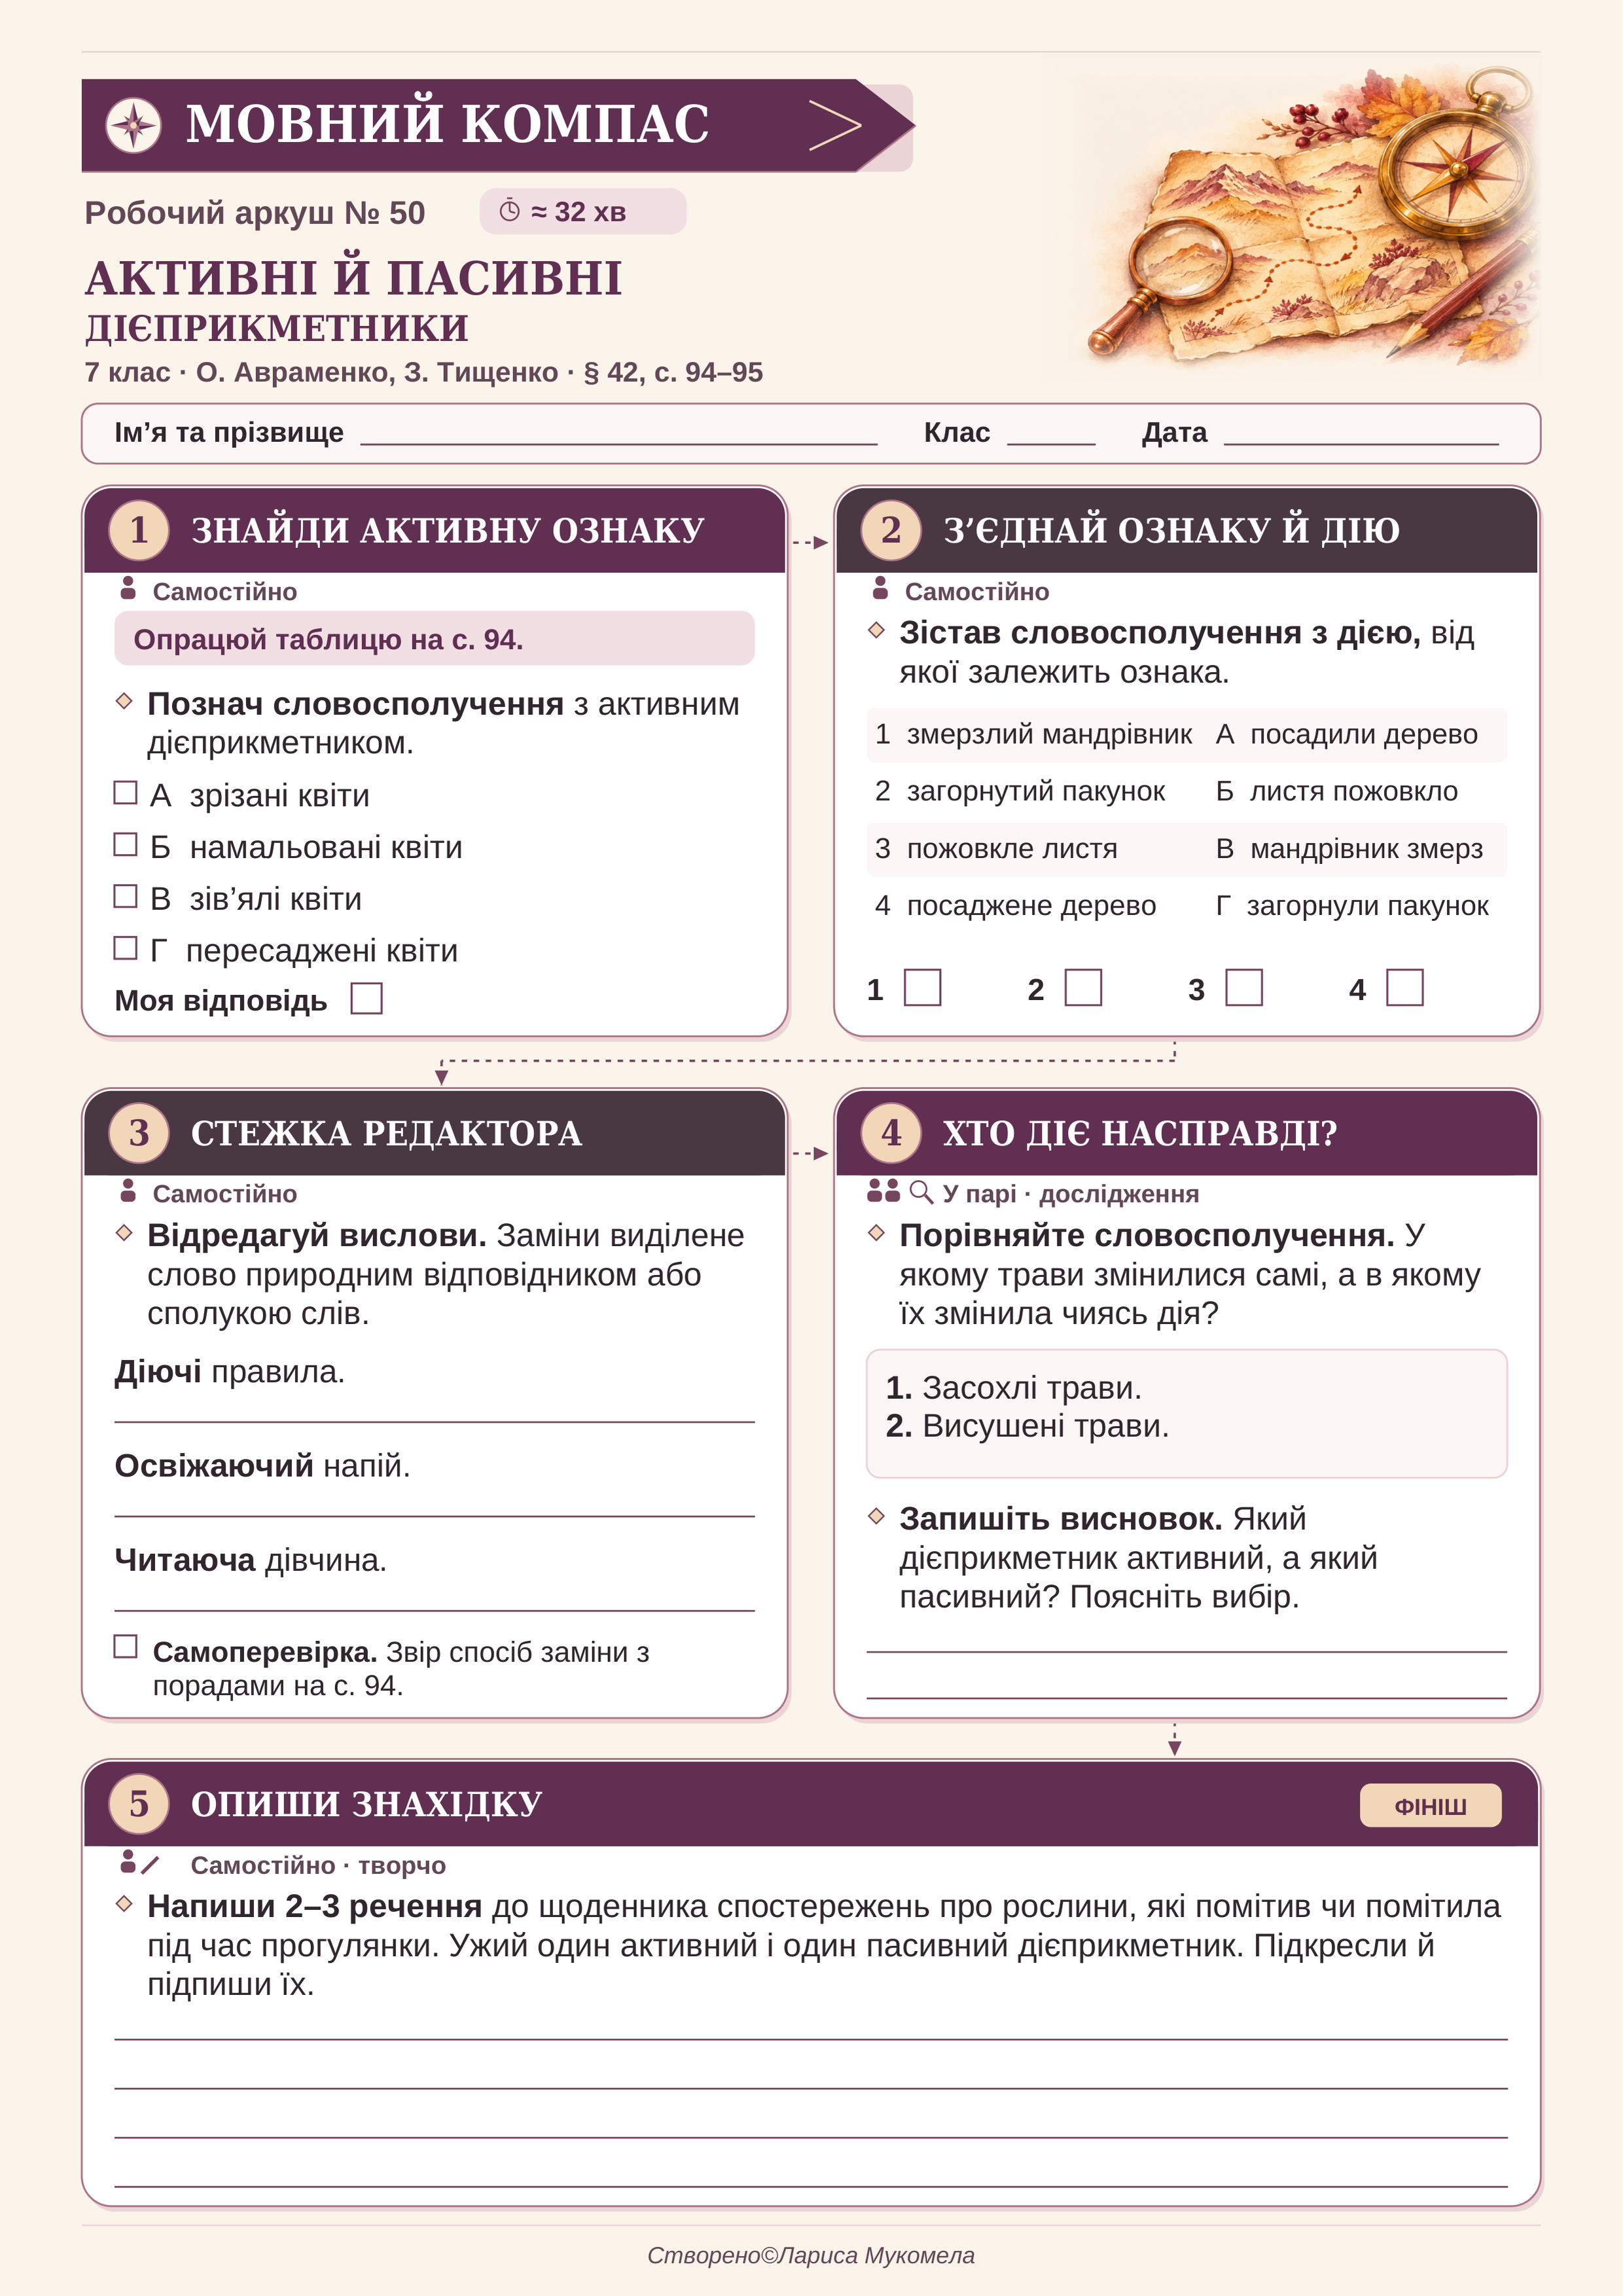 МОВНИЙ КОМПАС
Робочий аркуш № 50
≈ 32 хв
АКТИВНІ Й ПАСИВНІ
ДІЄПРИКМЕТНИКИ
7 клас · О. Авраменко, З. Тищенко · § 42, с. 94–95
Ім’я та прізвище
Клас
Дата
1 ЗНАЙДИ АКТИВНУ ОЗНАКУ
Самостійно
Опрацюй таблицю на с. 94.
Познач словосполучення з активним
дієприкметником.
А зрізані квіти
Б намальовані квіти
В зів’ялі квіти
Г пересаджені квіти
Моя відповідь
2 З’ЄДНАЙ ОЗНАКУ Й ДІЮ
Самостійно
Зістав словосполучення з дією, від
якої залежить ознака.
1 змерзлий мандрівник А посадили дерево
2 загорнутий пакунок Б листя пожовкло
3 пожовкле листя В мандрівник змерз
4 посаджене дерево Г загорнули пакунок
1 2 3 4
3 СТЕЖКА РЕДАКТОРА
Самостійно
Відредагуй вислови. Заміни виділене
слово природним відповідником або
сполукою слів.
Діючі правила.
Освіжаючий напій.
Читаюча дівчина.
Самоперевірка. Звір спосіб заміни з
порадами на с. 94.
4 ХТО ДІЄ НАСПРАВДІ?
У парі · дослідження
Порівняйте словосполучення. У
якому трави змінилися самі, а в якому
їх змінила чиясь дія?
1. Засохлі трави.
2. Висушені трави.
Запишіть висновок. Який
дієприкметник активний, а який
пасивний? Поясніть вибір.
5 ОПИШИ ЗНАХІДКУ
ФІНІШ
Самостійно · творчо
Напиши 2–3 речення до щоденника спостережень про рослини, які помітив чи помітила
під час прогулянки. Ужий один активний і один пасивний дієприкметник. Підкресли й
підпиши їх.
Створено©Лариса Мукомела